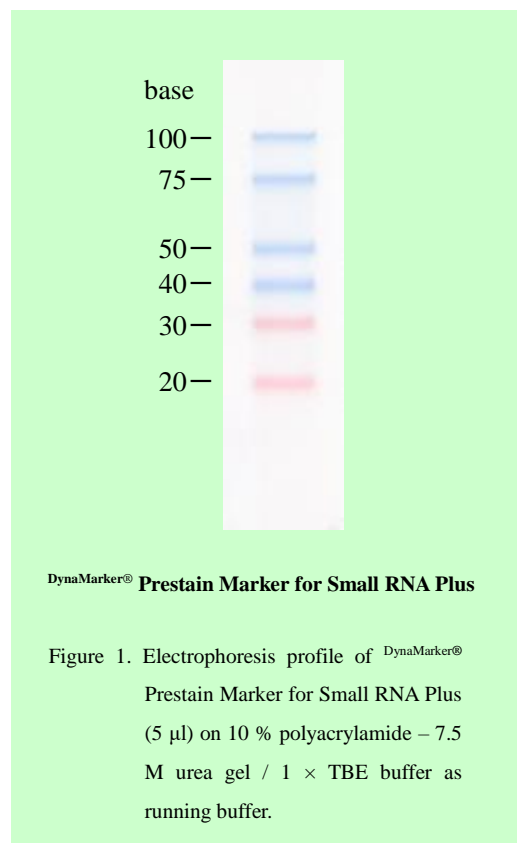 base
100
75
50
40
30
20
DynaMarker® Prestain Marker for Small RNA Plus
Figure 1. Electrophoresis profile of DynaMarker®
Prestain Marker for Small RNA Plus
(5 μl) on 10 % polyacrylamide – 7.5
M urea gel / 1 × TBE buffer as
running buffer.